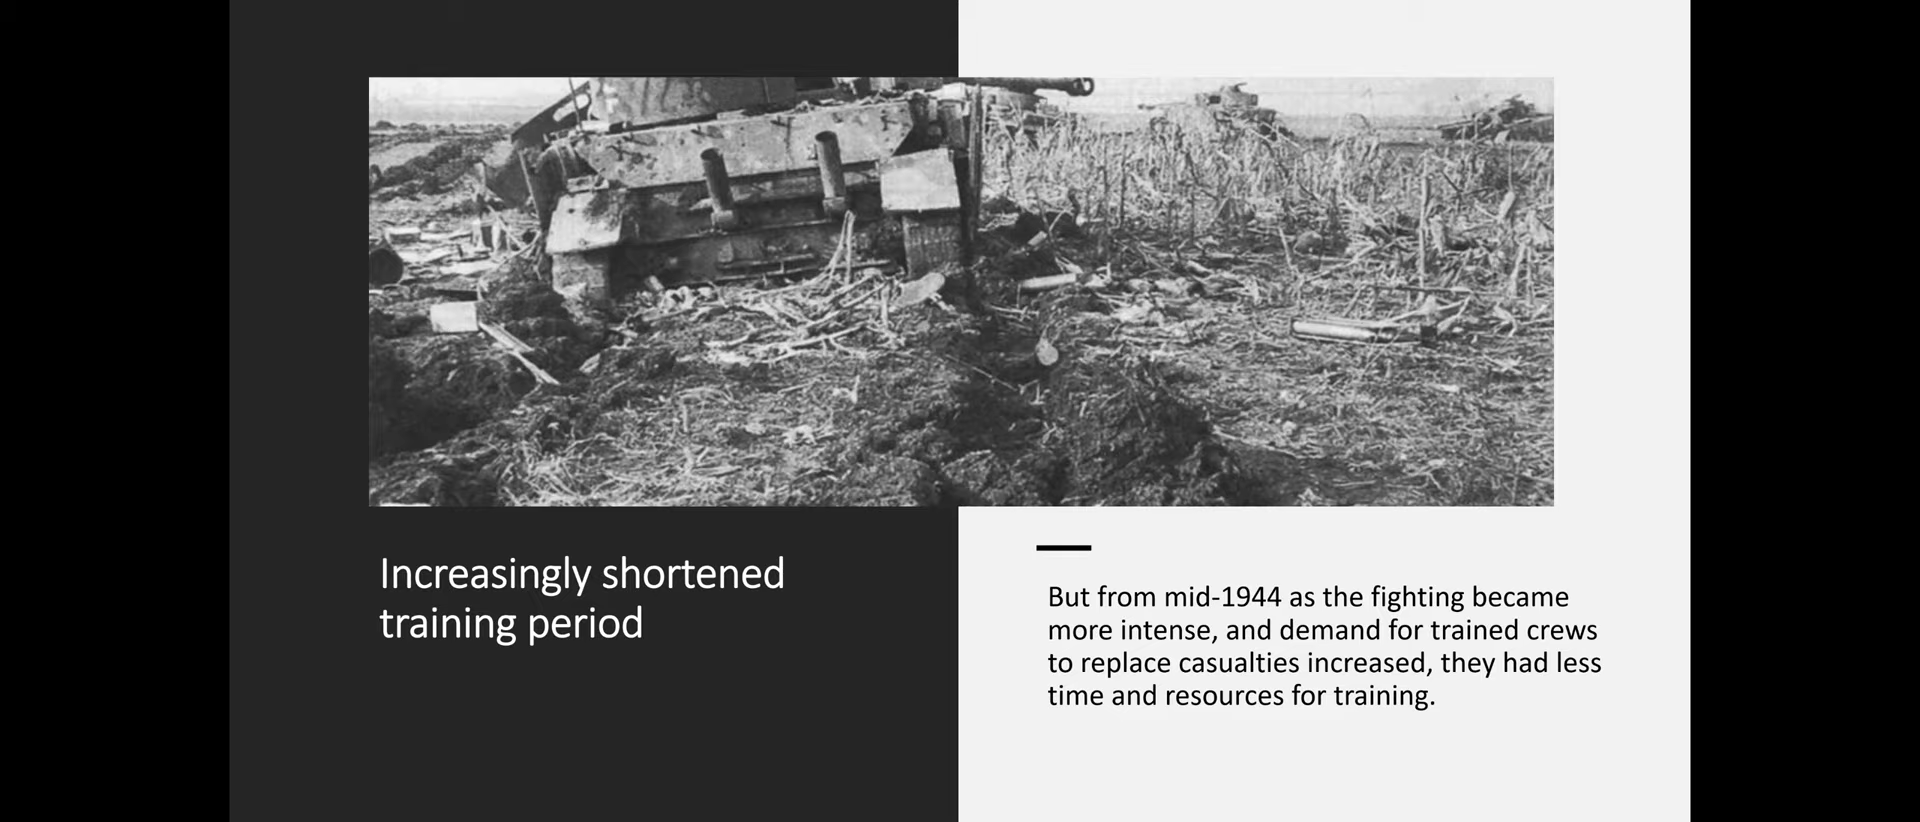 Increasingly shortened
training period
But from mid-1944 as the fighting became
more intense, and demand for trained crews
to replace casualties increased, they had less
time and resources for training.